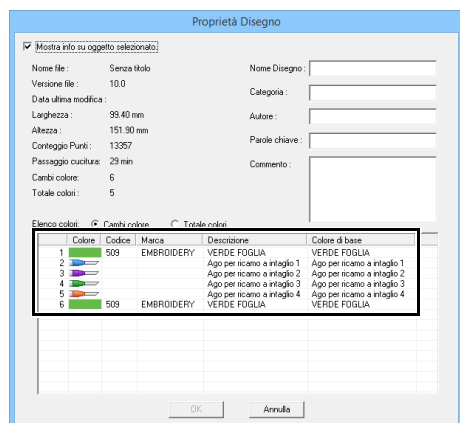 Proprietà Disegno
Mostra info su oggetto selezionato.
Nome file : Senza titolo
Versione file : 10.0
Data ultima modifica :
Larghezza : 99.40 mm
Altezza : 151.90 mm
Conteggio Punti : 13357
Passaggio cucitura: 29 min
Cambi colore: 6
Totale colori : 5
Nome Disegno :
Categoria :
Autore :
Parole chiave :
Commento :
Elenco colori: Cambi colore Totale colori
Colore Codice Marca Descrizione Colore di base
1 509 EMBROIDERY VERDE FOGLIA VERDE FOGLIA
2 Ago per ricamo a intaglio 1 Ago per ricamo a intaglio 1
3 Ago per ricamo a intaglio 2 Ago per ricamo a intaglio 2
4 Ago per ricamo a intaglio 3 Ago per ricamo a intaglio 3
5 Ago per ricamo a intaglio 4 Ago per ricamo a intaglio 4
6 509 EMBROIDERY VERDE FOGLIA VERDE FOGLIA
OK Annulla